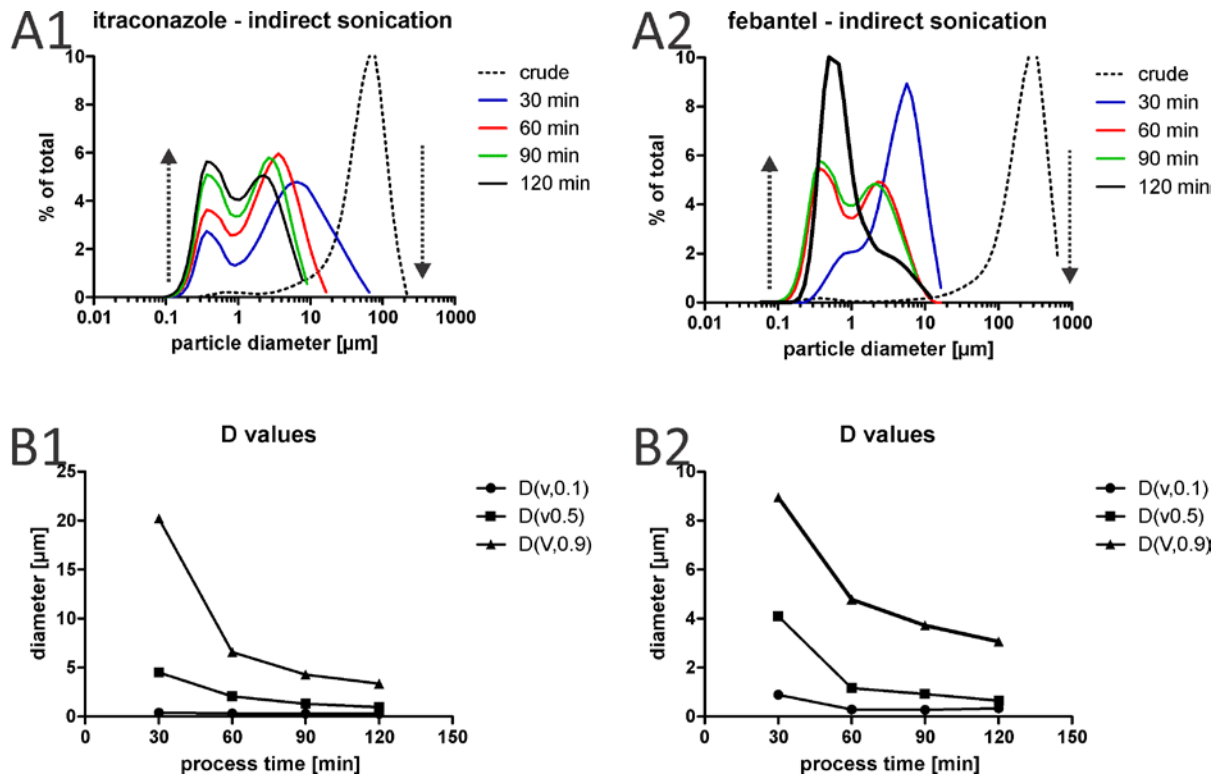 A1
itraconazole - indirect sonication
10
8
6
4
2
0
% of total
0.01 0.1 1 10 100 1000
particle diameter [µm]
crude
30 min
60 min
90 min
120 min
A2
febantel - indirect sonication
10
8
6
4
2
0
% of total
0.01 0.1 1 10 100 1000
particle diameter [µm]
crude
30 min
60 min
90 min
120 min
B1
D values
25
20
15
10
5
0
diameter [µm]
0 30 60 90 120 150
process time [min]
D(v,0.1)
D(v0.5)
D(V,0.9)
B2
D values
10
8
6
4
2
0
diameter [µm]
0 30 60 90 120 150
process time [min]
D(v,0.1)
D(v0.5)
D(V,0.9)